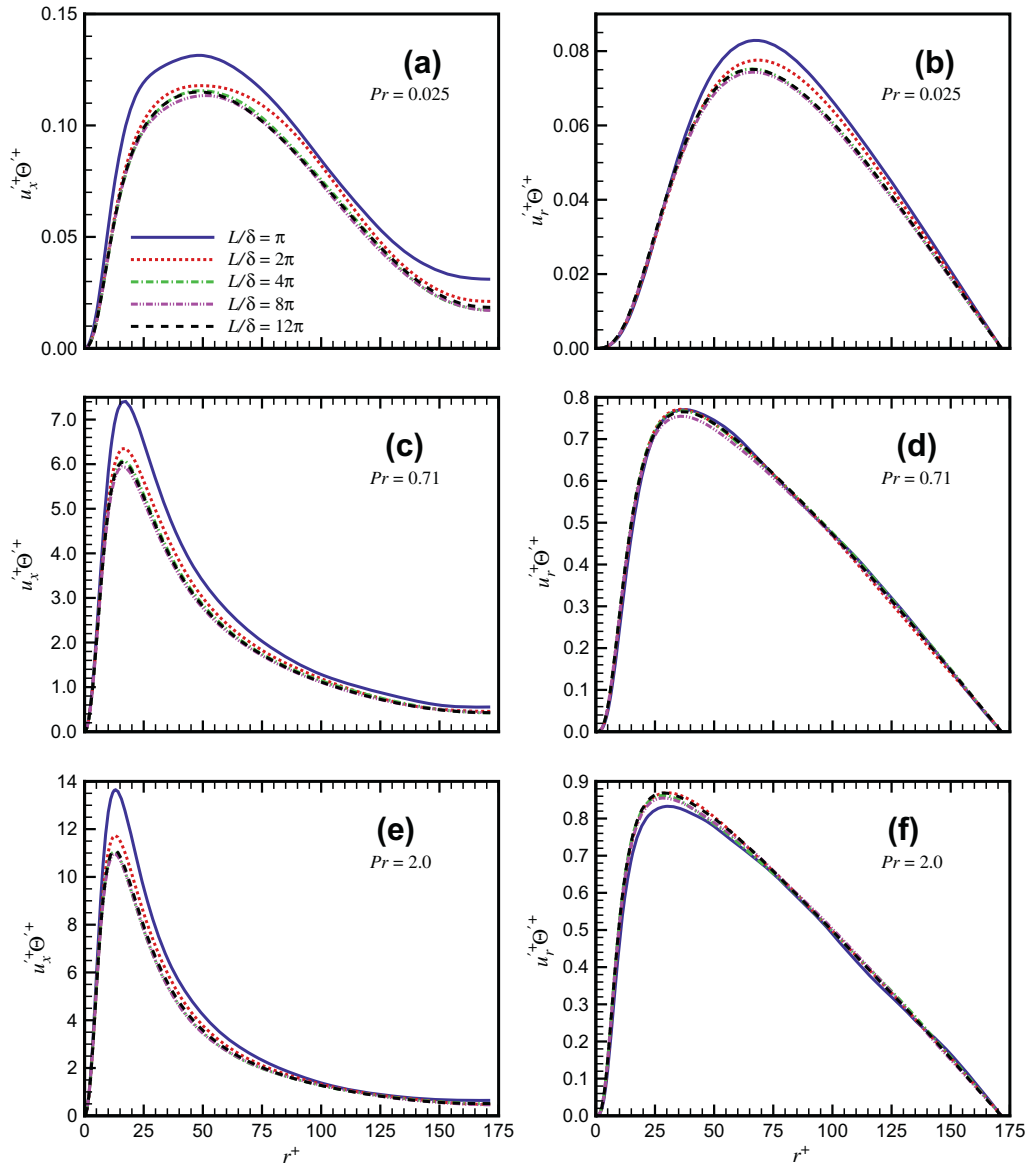 0.15
0.10
0.05
0.00
u_x'^+Θ'^+
(a)
Pr = 0.025
L/δ = π
L/δ = 2π
L/δ = 4π
L/δ = 8π
L/δ = 12π
0.08
0.06
0.04
0.02
0.00
u_r'^+Θ'^+
(b)
Pr = 0.025
7.0
6.0
5.0
4.0
3.0
2.0
1.0
0.0
u_x'^+Θ'^+
(c)
Pr = 0.71
0.8
0.7
0.6
0.5
0.4
0.3
0.2
0.1
0.0
u_r'^+Θ'^+
(d)
Pr = 0.71
14
12
10
8
6
4
2
0
u_x'^+Θ'^+
(e)
Pr = 2.0
0 25 50 75 100 125 150 175
r^+
0.9
0.8
0.7
0.6
0.5
0.4
0.3
0.2
0.1
0.0
u_r'^+Θ'^+
(f)
Pr = 2.0
0 25 50 75 100 125 150 175
r^+